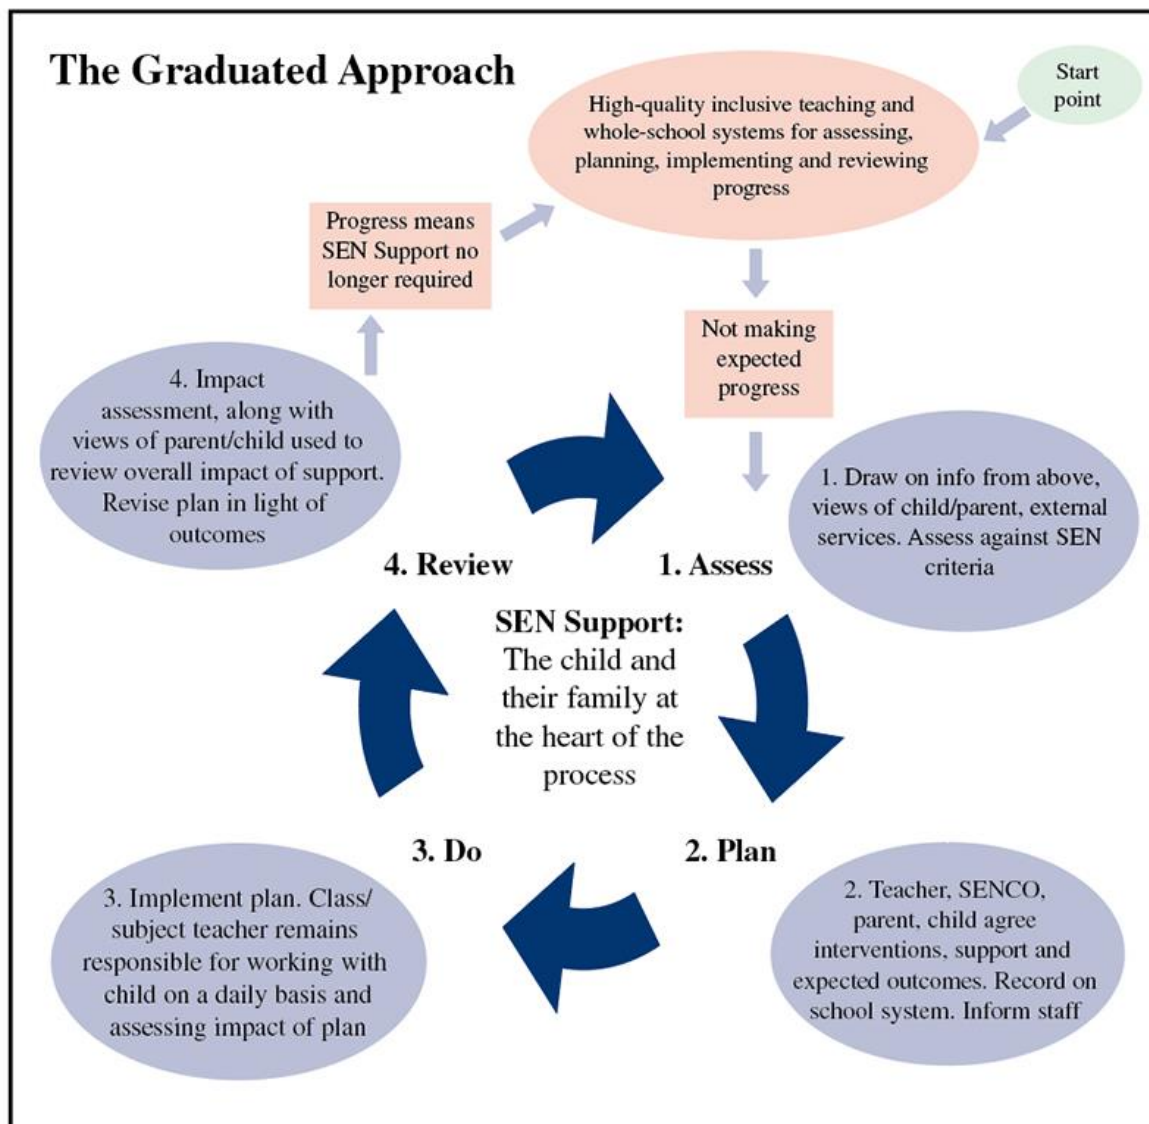 The Graduated Approach
Start
point
High-quality inclusive teaching and
whole-school systems for assessing,
planning, implementing and reviewing
progress
Progress means
SEN Support no
longer required
Not making
expected
progress
4. Impact
assessment, along with
views of parent/child used to
review overall impact of support.
Revise plan in light of
outcomes
1. Draw on info from above,
views of child/parent, external
services. Assess against SEN
criteria
4. Review
1. Assess
SEN Support:
The child and
their family at
the heart of the
process
3. Do
2. Plan
3. Implement plan. Class/
subject teacher remains
responsible for working with
child on a daily basis and
assessing impact of plan
2. Teacher, SENCO,
parent, child agree
interventions, support and
expected outcomes. Record on
school system. Inform staff